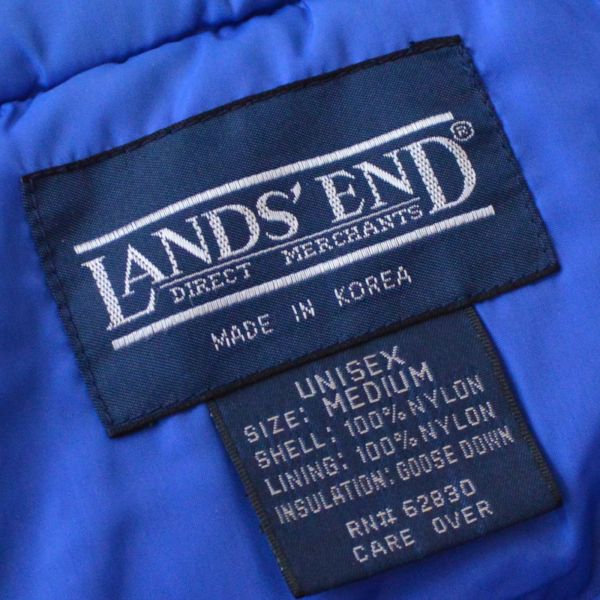 LANDS' END®
DIRECT MERCHANTS
MADE IN KOREA
UNISEX
SIZE: MEDIUM
SHELL: 100% NYLON
LINING: 100% NYLON
INSULATION: GOOSE DOWN
RN# 62830
CARE OVER